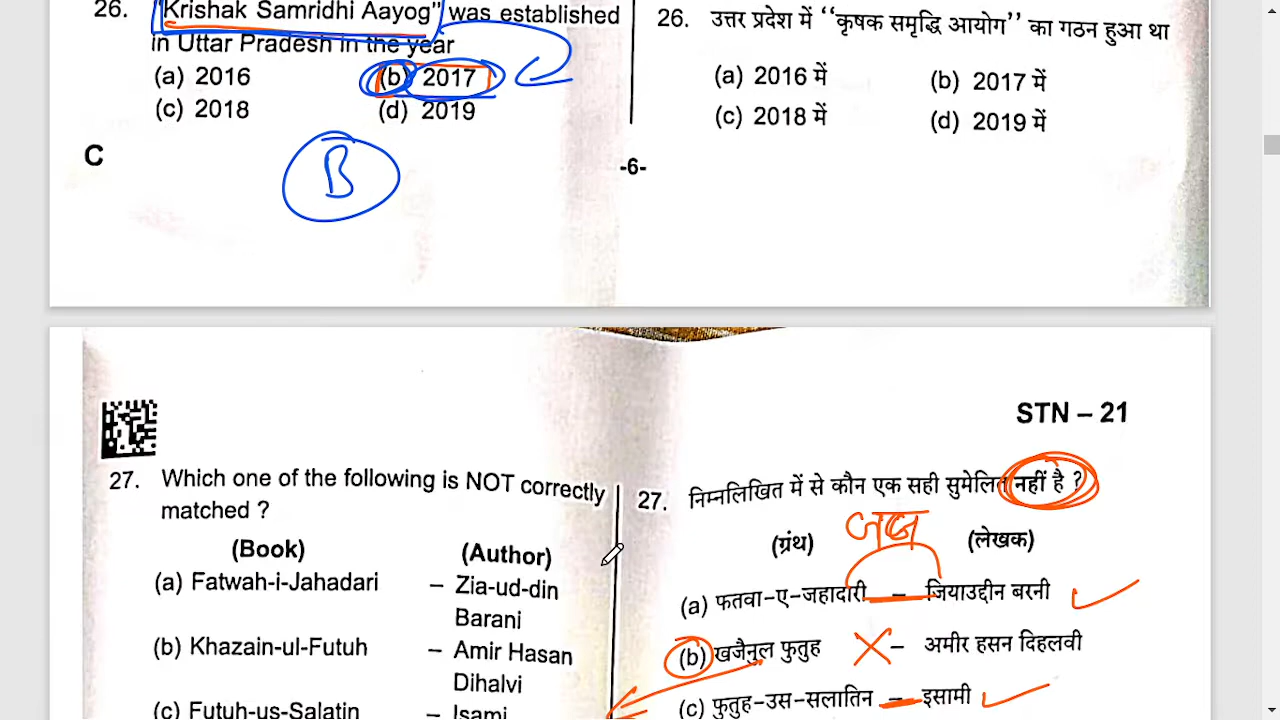 26. "Krishak Samridhi Aayog" was established
in Uttar Pradesh in the year
(a) 2016 (b) 2017
(c) 2018 (d) 2019
C
B
26. उत्तर प्रदेश में ‘‘कृषक समृद्धि आयोग’’ का गठन हुआ था
(a) 2016 में (b) 2017 में
(c) 2018 में (d) 2019 में
-6-
STN – 21
27. Which one of the following is NOT correctly
matched ?
(Book) (Author)
(a) Fatwah-i-Jahadari – Zia-ud-din
Barani
(b) Khazain-ul-Futuh – Amir Hasan
Dihalvi
(c) Futuh-us-Salatin – Isami
27. निम्नलिखित में से कौन एक सही सुमेलित नहीं है ?
(ग्रंथ) (लेखक)
(a) फतवा-ए-जहादारी – जियाउद्दीन बरनी
(b) खजैनुल फुतुह – अमीर हसन दिहलवी
(c) फुतुह-उस-सलातिन – इसामी